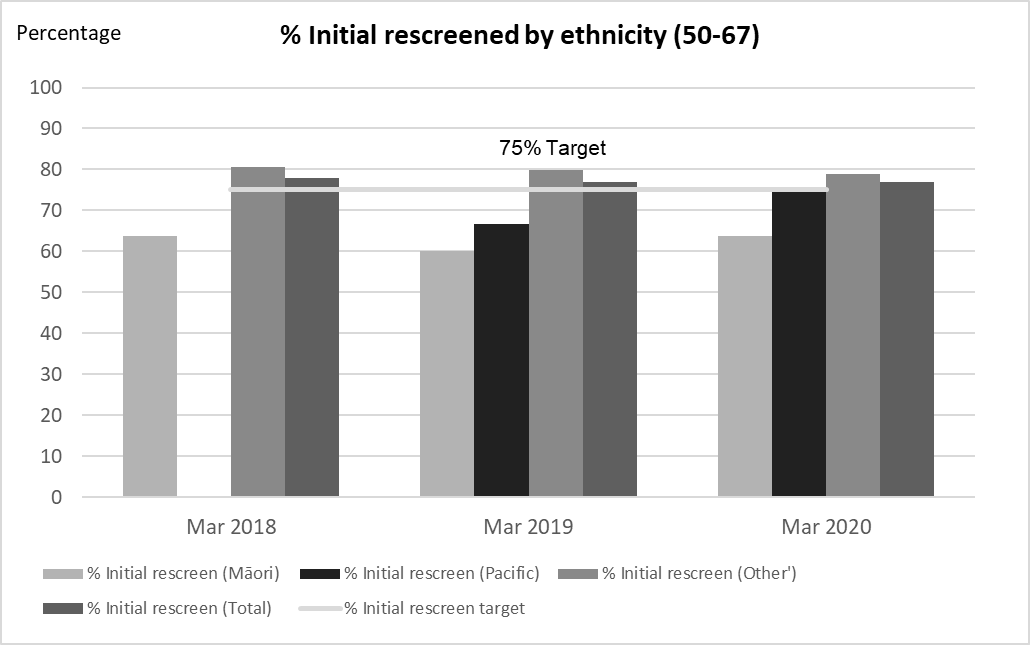 Percentage
% Initial rescreened by ethnicity (50-67)
100
90
75% Target
80
70
60
50
40
30
20
10
0
Mar 2018 Mar 2019 Mar 2020
% Initial rescreen (Māori) % Initial rescreen (Pacific) % Initial rescreen (Other')
% Initial rescreen (Total) % Initial rescreen target